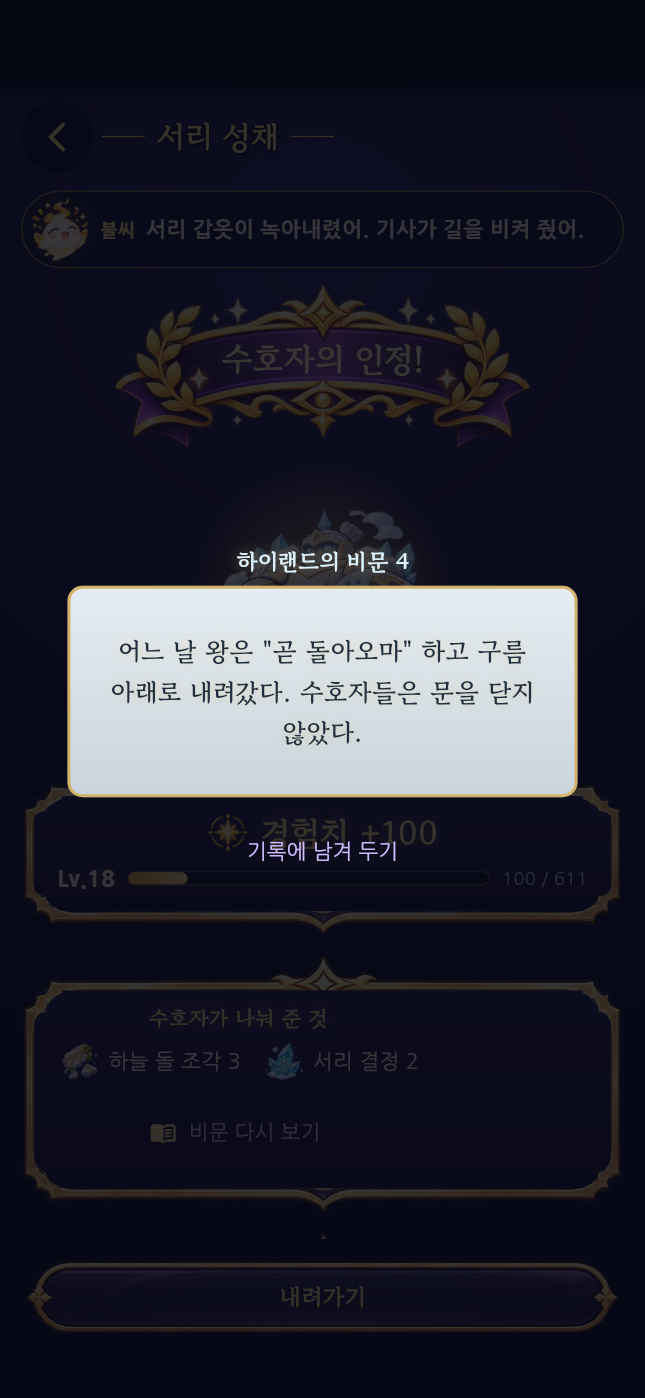 서리 성채
불씨 서리 갑옷이 녹아내렸어. 기사가 길을 비켜 줬어.
수호자의 인정!
하이랜드의 비문 4
어느 날 왕은 "곧 돌아오마" 하고 구름
아래로 내려갔다. 수호자들은 문을 닫지
않았다.
경험치 +100
기록에 남겨 두기
Lv.18 100 / 611
수호자가 나눠 준 것
하늘 돌 조각 3 서리 결정 2
비문 다시 보기
내려가기